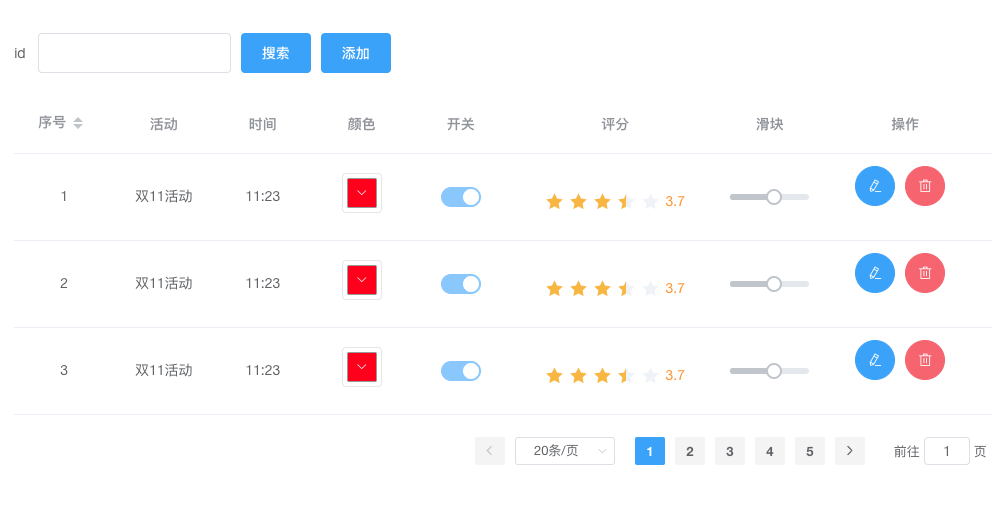 id 搜索 添加
序号 活动 时间 颜色 开关 评分 滑块 操作
1 双11活动 11:23 3.7
2 双11活动 11:23 3.7
3 双11活动 11:23 3.7
20条/页 1 2 3 4 5 前往 1 页